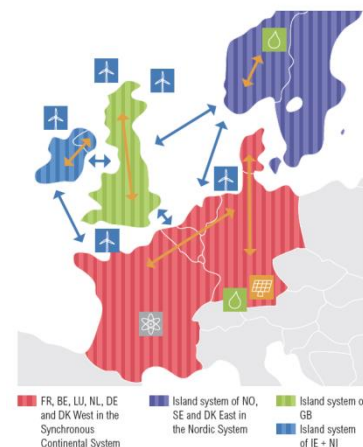 FR, BE, LU, NL, DE
and DK West in the
Synchronous
Continental System
Island system of NO,
SE and DK East in
the Nordic System
Island system o
GB
Island system
of IE + NI